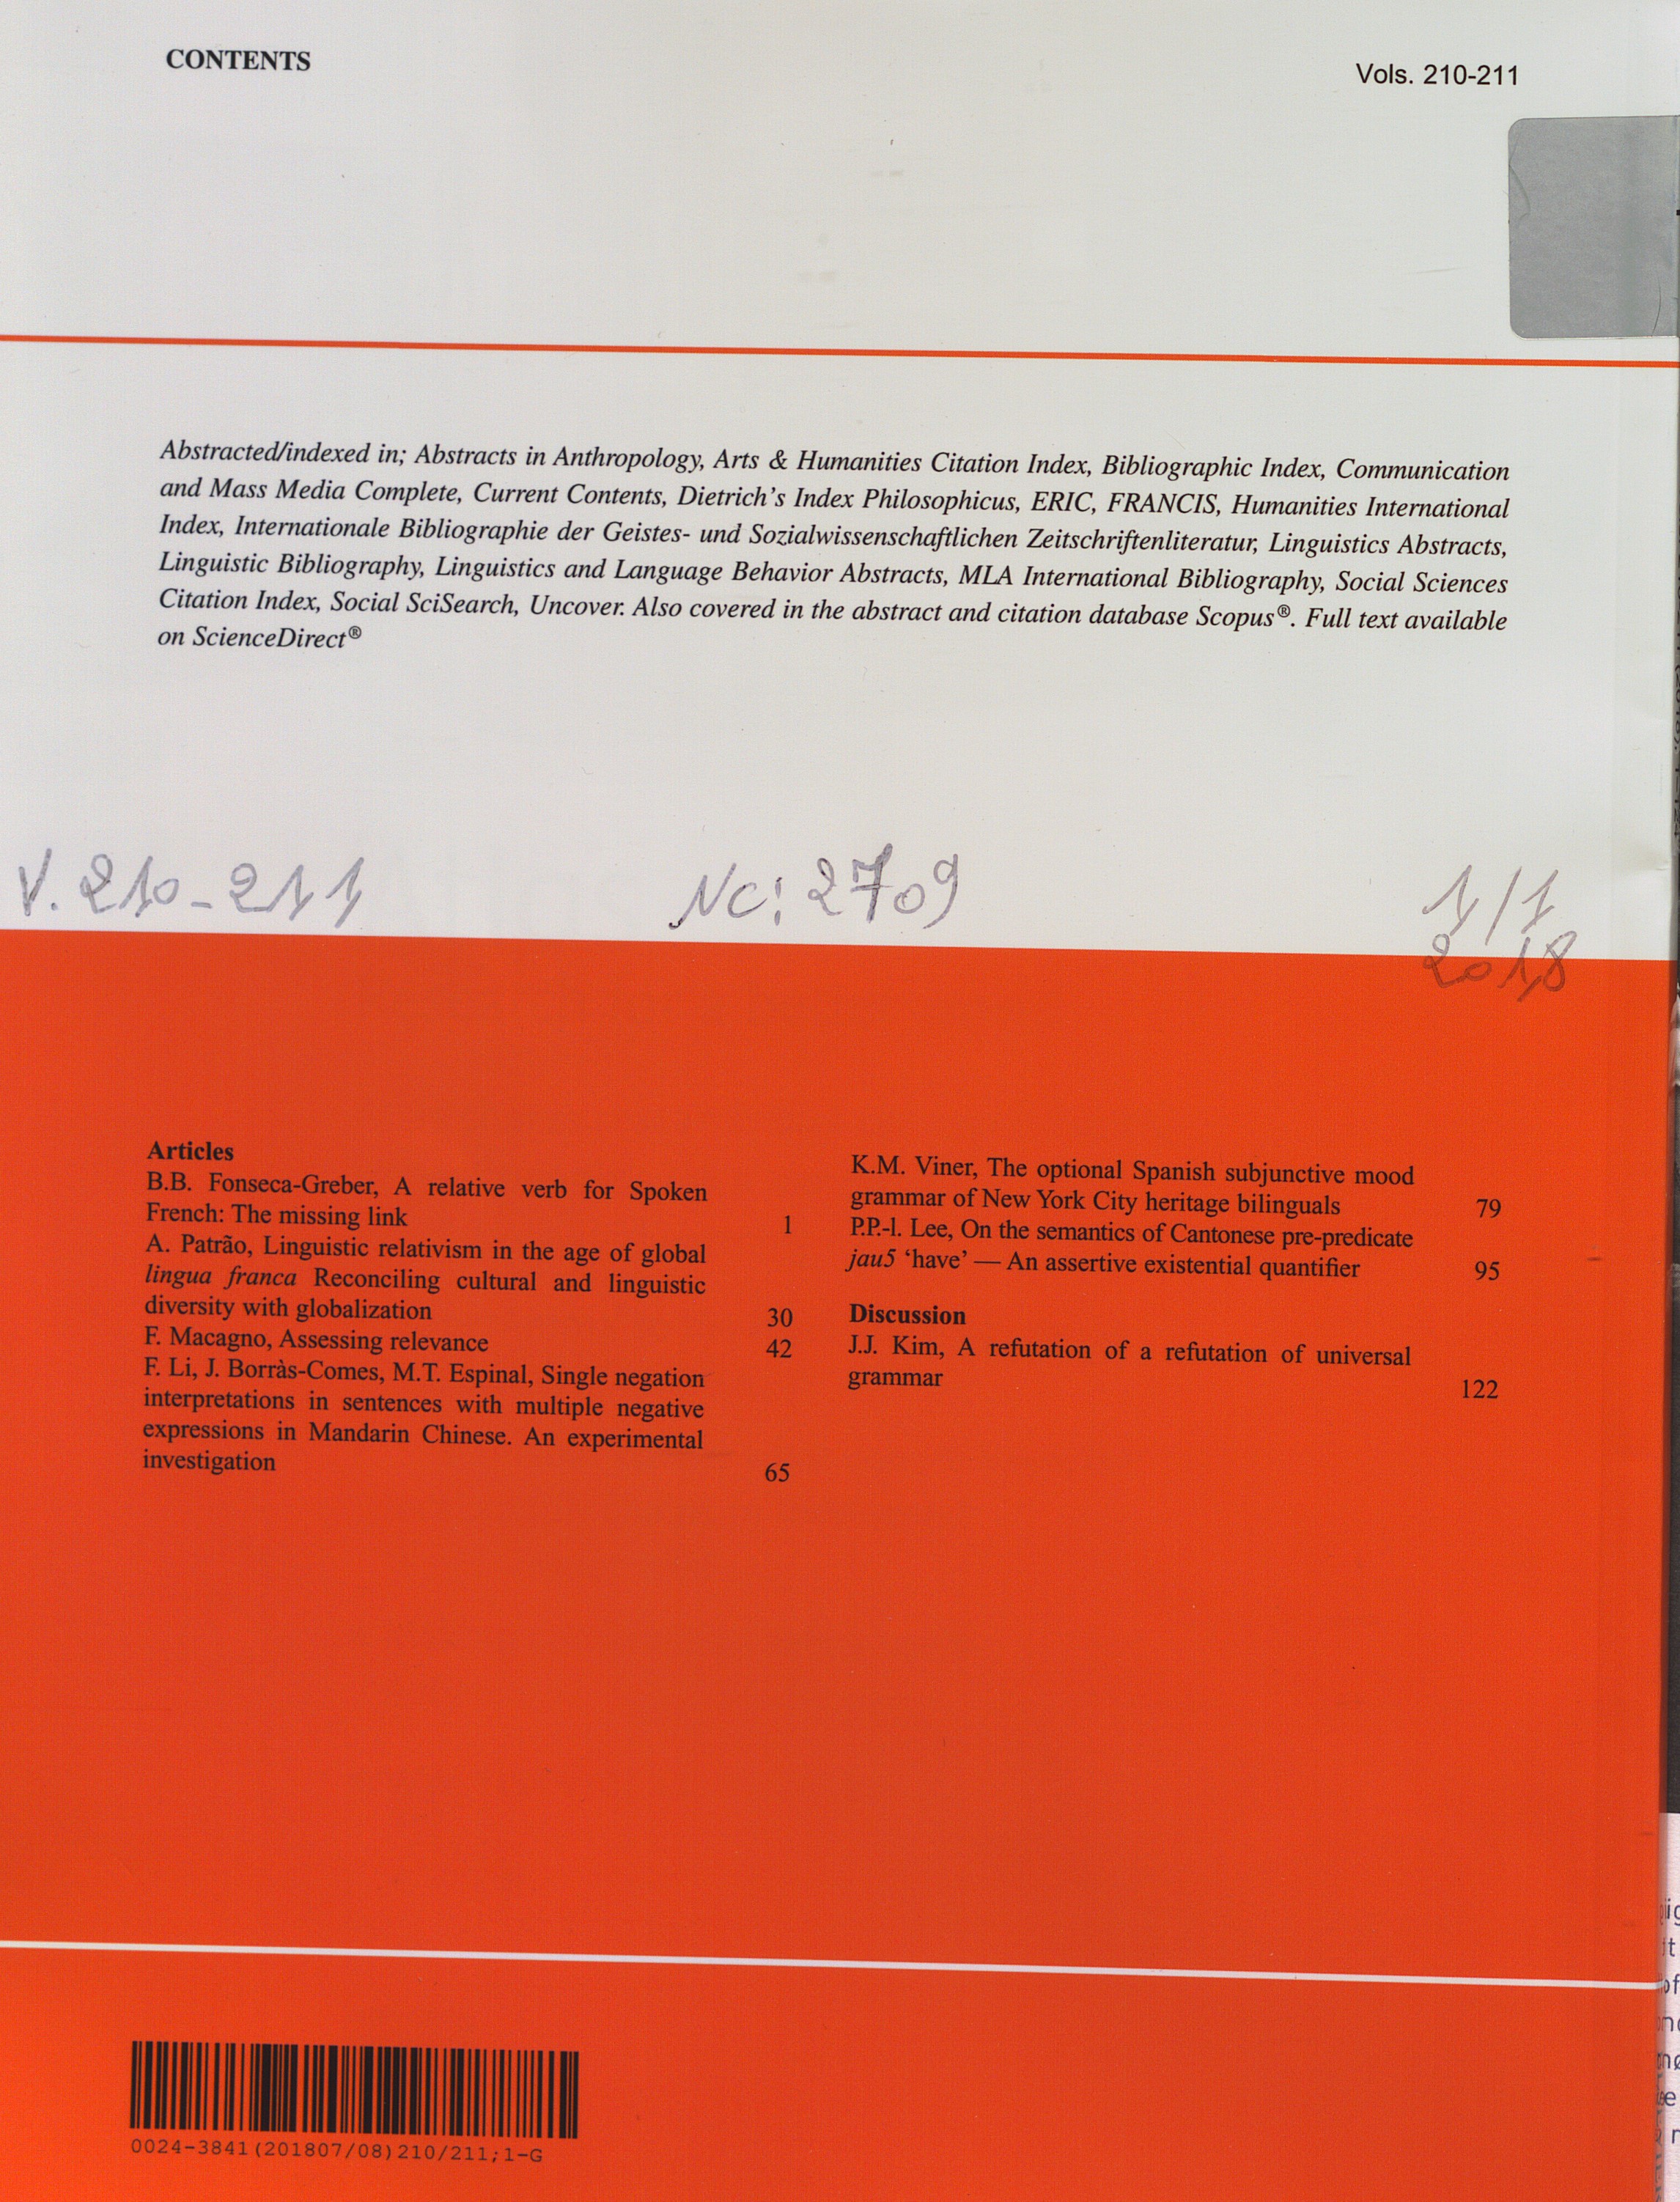 CONTENTS
Vols. 210-211
Abstracted/indexed in; Abstracts in Anthropology, Arts & Humanities Citation Index, Bibliographic Index, Communication
and Mass Media Complete, Current Contents, Dietrich's Index Philosophicus, ERIC, FRANCIS, Humanities International
Index, Internationale Bibliographie der Geistes- und Sozialwissenschaftlichen Zeitschriftenliteratur, Linguistics Abstracts,
Linguistic Bibliography, Linguistics and Language Behavior Abstracts, MLA International Bibliography, Social Sciences
Citation Index, Social SciSearch, Uncover. Also covered in the abstract and citation database Scopus®. Full text available
on ScienceDirect®
V. 210-211
NC: 2709
1/1
2018
Articles
B.B. Fonseca-Greber, A relative verb for Spoken
French: The missing link 1
A. Patrão, Linguistic relativism in the age of global
lingua franca Reconciling cultural and linguistic
diversity with globalization 30
F. Macagno, Assessing relevance 42
F. Li, J. Borràs-Comes, M.T. Espinal, Single negation
interpretations in sentences with multiple negative
expressions in Mandarin Chinese. An experimental
investigation 65
K.M. Viner, The optional Spanish subjunctive mood
grammar of New York City heritage bilinguals 79
P.P.-l. Lee, On the semantics of Cantonese pre-predicate
jau5 ‘have’ — An assertive existential quantifier 95
Discussion
J.J. Kim, A refutation of a refutation of universal
grammar 122
0024-3841(201807/08)210/211;1-G